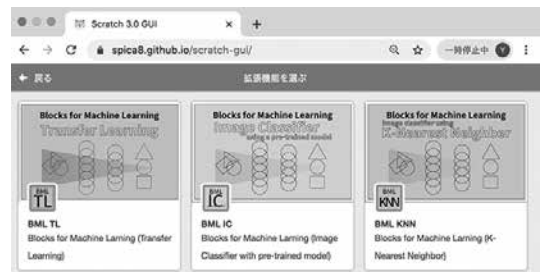 Scratch 3.0 GUI
spica8.github.io/scratch-gui/
一時停止中
戻る
拡張機能を選ぶ
Blocks for Machine Learning
Transfer Learning
BML
TL
BML TL
Blocks for Machine Larning (Transfer
Learning)
Blocks for Machine Learning
Image Classifier
using a pre-trained model
BML
IC
BML IC
Blocks for Machine Larning (Image
Classifier with pre-trained model)
Blocks for Machine Learning
Image classifier using
K-Nearest Neighbor
BML
KNN
BML KNN
Blocks for Machine Larning (K-
Nearest Neighbor)